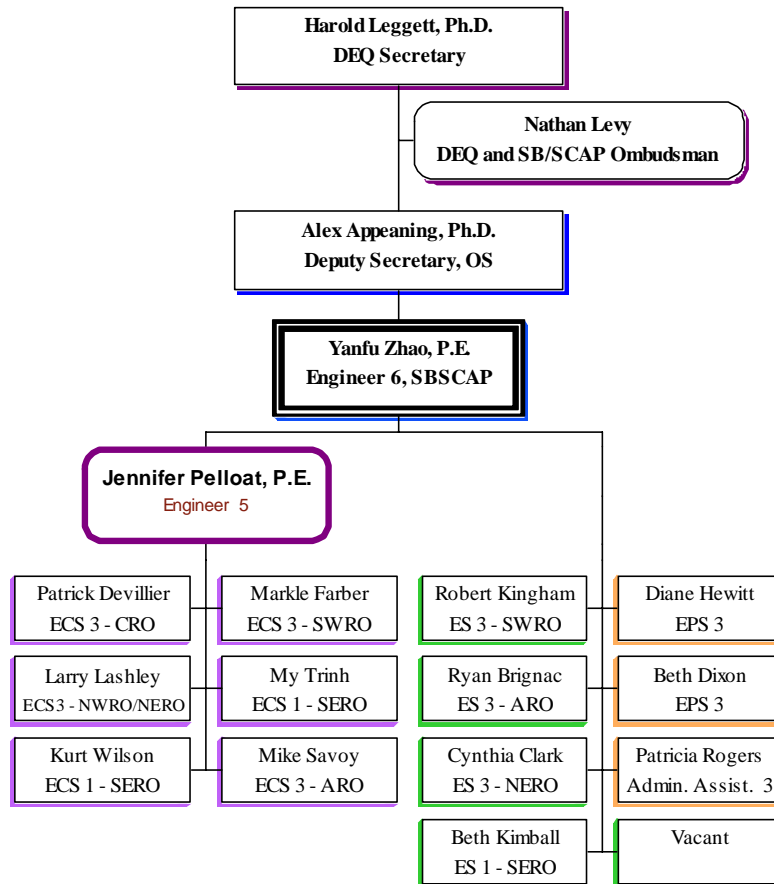 Harold Leggett, Ph.D.
DEQ Secretary
Nathan Levy
DEQ and SB/SCAP Ombudsman
Alex Appeaning, Ph.D.
Deputy Secretary, OS
Yanfu Zhao, P.E.
Engineer 6, SBSCAP
Jennifer Pelloat, P.E.
Engineer 5
Patrick Devillier
ECS 3 - CRO
Markle Farber
ECS 3 - SWRO
Larry Lashley
ECS3 - NWRO/NERO
My Trinh
ECS 1 - SERO
Kurt Wilson
ECS 1 - SERO
Mike Savoy
ECS 3 - ARO
Robert Kingham
ES 3 - SWRO
Diane Hewitt
EPS 3
Ryan Brignac
ES 3 - ARO
Beth Dixon
EPS 3
Cynthia Clark
ES 3 - NERO
Patricia Rogers
Admin. Assist. 3
Beth Kimball
ES 1 - SERO
Vacant